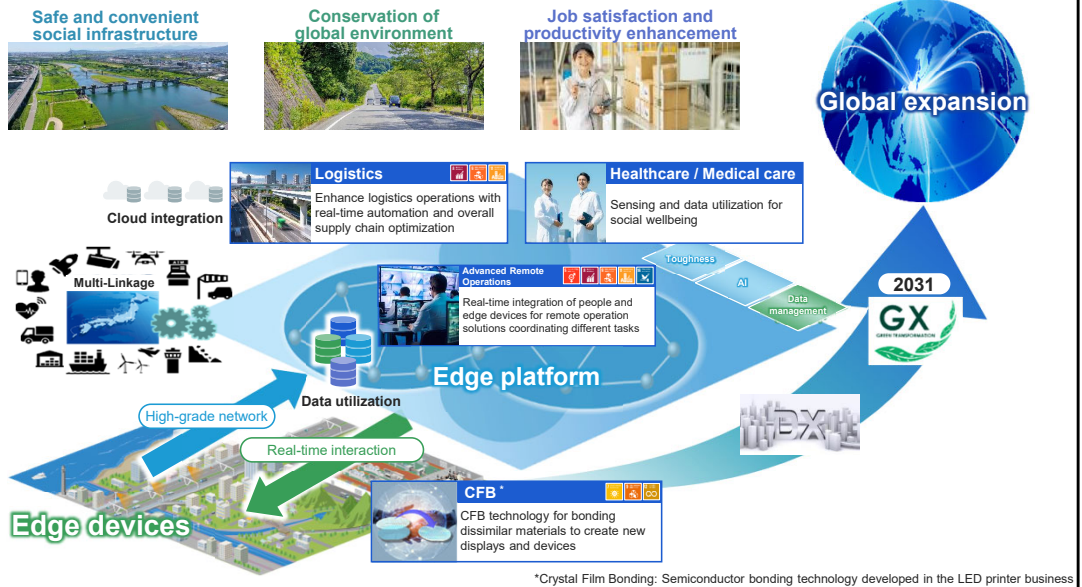 Safe and convenient
social infrastructure
Conservation of
global environment
Job satisfaction and
productivity enhancement
Global expansion
Logistics
Enhance logistics operations with
real-time automation and overall
supply chain optimization
Healthcare / Medical care
Sensing and data utilization for
social wellbeing
Cloud integration
Multi-Linkage
Advanced Remote
Operations
Real-time integration of people and
edge devices for remote operation
solutions coordinating different tasks
Toughness
AI
Data
management
2031
GX
GREEN TRANSFORMATION
Edge platform
Data utilization
High-grade network
Real-time interaction
DX
Edge devices
CFB *
CFB technology for bonding
dissimilar materials to create new
displays and devices
*Crystal Film Bonding: Semiconductor bonding technology developed in the LED printer business